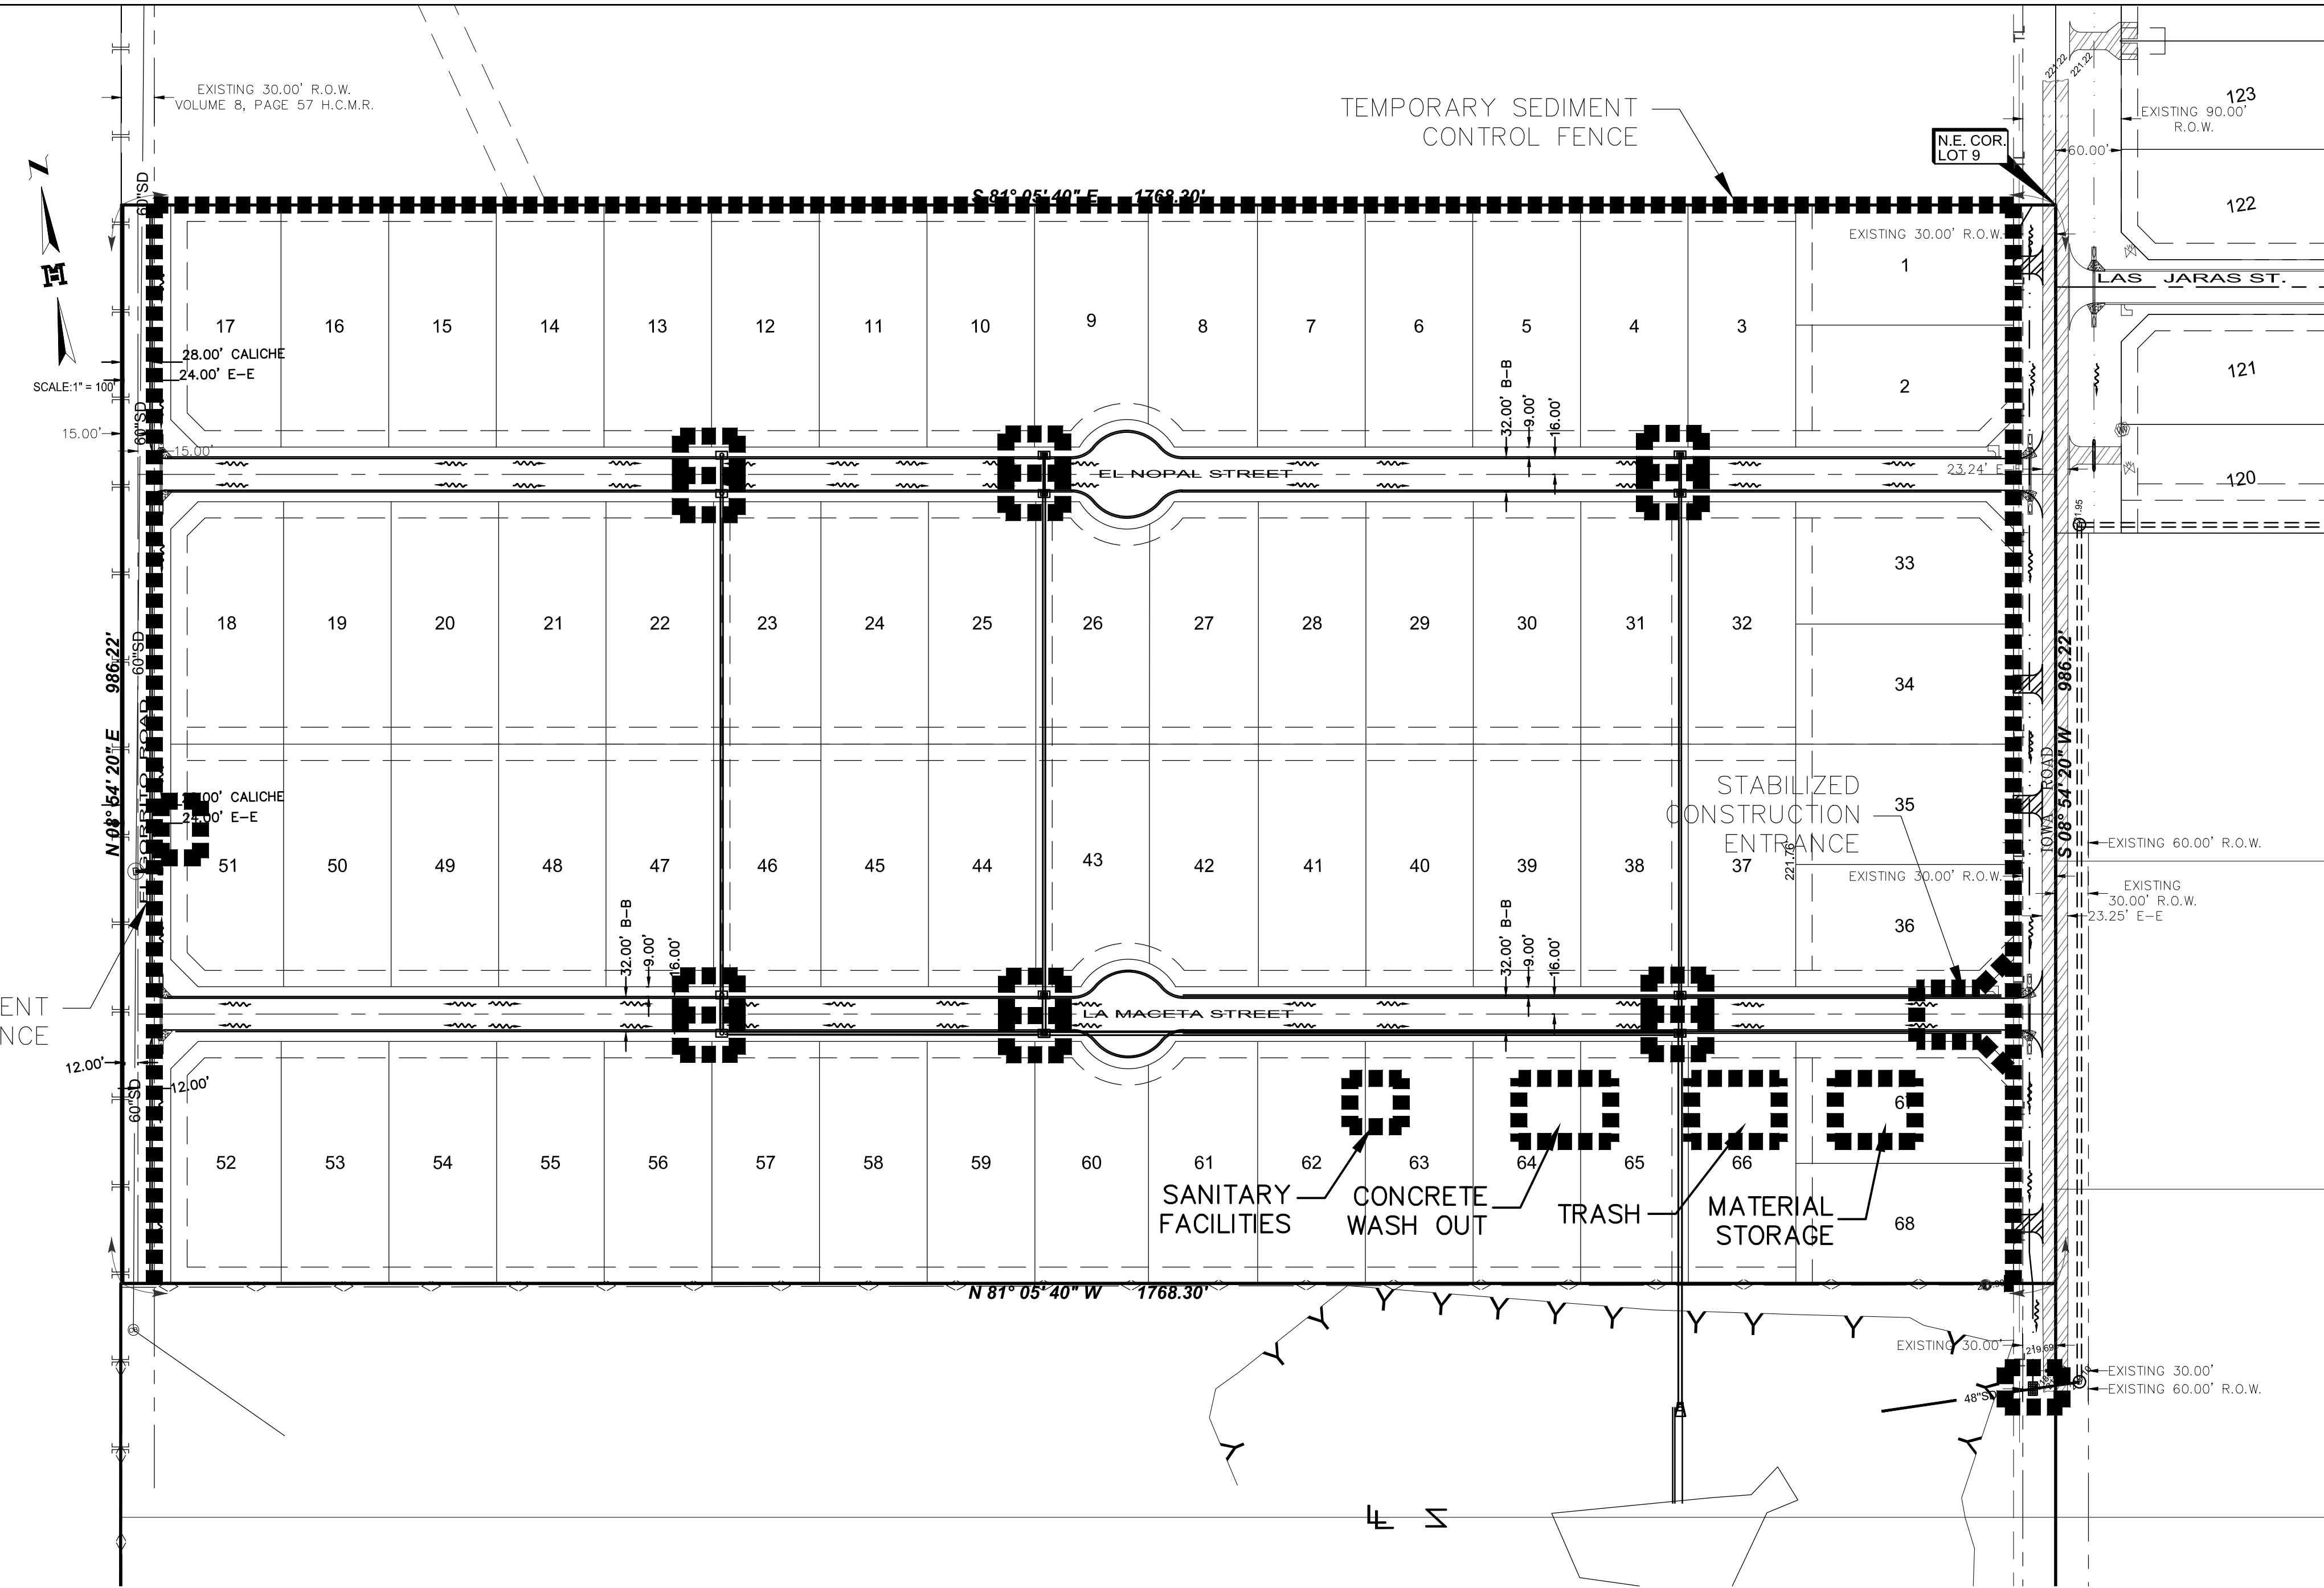 EXISTING 30.00' R.O.W.
VOLUME 8, PAGE 57 H.C.M.R.
TEMPORARY SEDIMENT
CONTROL FENCE
N.E. COR.
LOT 9
TL
TL
221.22
221.22
123
EXISTING 90.00'
R.O.W.
60.00'
122
LAS JARAS ST.
121
120
S 81° 05' 40" E 1768.30'
EXISTING 30.00' R.O.W.
60"SD
SCALE:1" = 100'
28.00' CALICHE
24.00' E-E
17
16
15
14
13
12
11
10
9
8
7
6
5
4
3
1
2
60"SD
15.00'
15.00'
32.00' B-B
9.00'
16.00'
EL NOPAL STREET
23.24' E
18
19
20
21
22
23
24
25
26
27
28
29
30
31
32
33
34
60"SD
N 08° 54' 20" E 986.22'
EL GORRITO ROAD
CALICHE
24.00' E-E
STABILIZED
CONSTRUCTION
ENTRANCE
221.76
IOWA ROAD
S 08° 54' 20" W 986.22'
EXISTING 60.00' R.O.W.
EXISTING 30.00' R.O.W.
EXISTING
30.00' R.O.W.
23.25' E-E
51
50
49
48
47
46
45
44
43
42
41
40
39
38
37
35
36
32.00' B-B
9.00'
16.00'
32.00' B-B
9.00'
16.00'
LA MACETA STREET
ENT
NCE
12.00'
12.00'
60"SD
52
53
54
55
56
57
58
59
60
61
62
63
64
65
66
67
68
SANITARY
FACILITIES
CONCRETE
WASH OUT
TRASH
MATERIAL
STORAGE
N 81° 05' 40" W 1768.30'
EXISTING 30.00'
219.69
EXISTING 30.00'
EXISTING 60.00' R.O.W.
48"SD